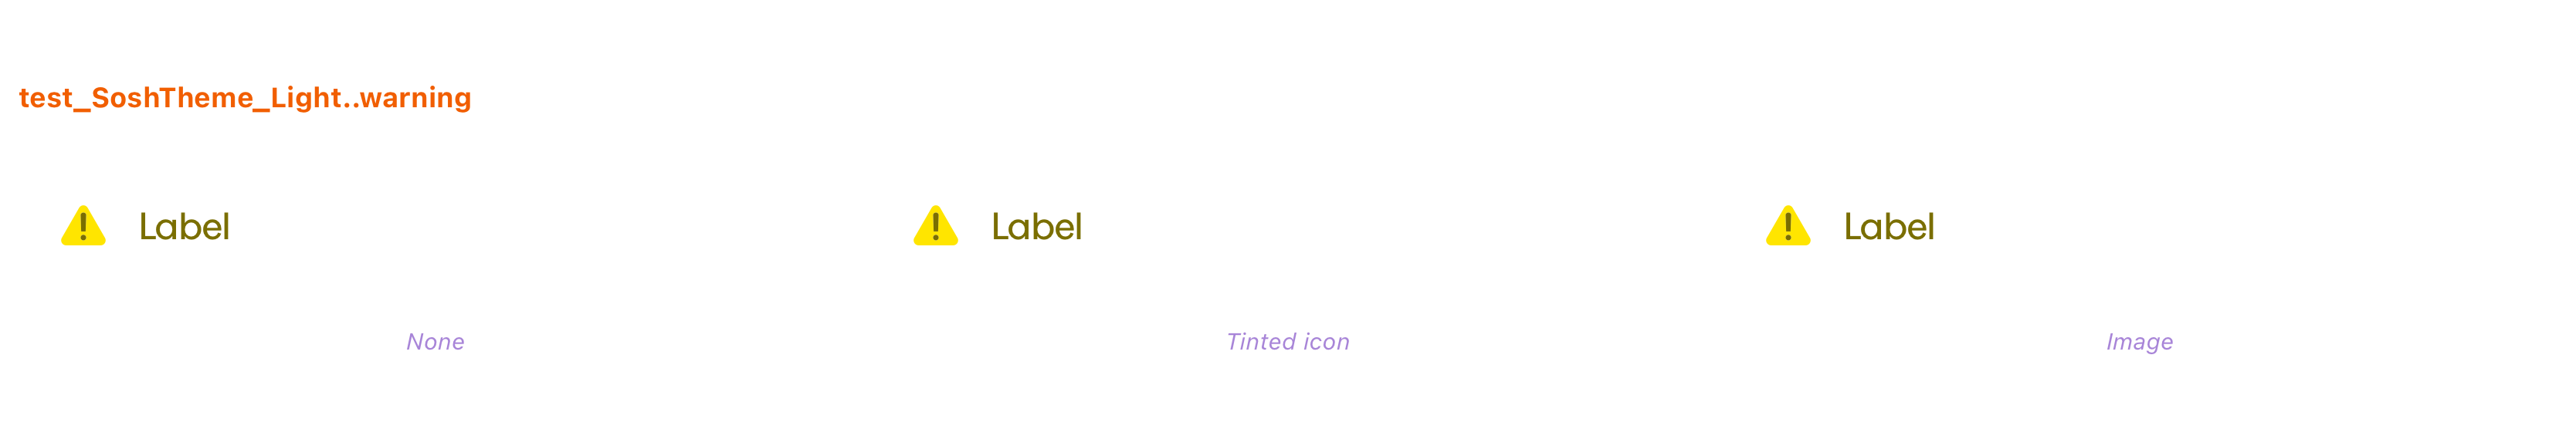 test_SoshTheme_Light..warning
Label Label Label
None Tinted icon Image